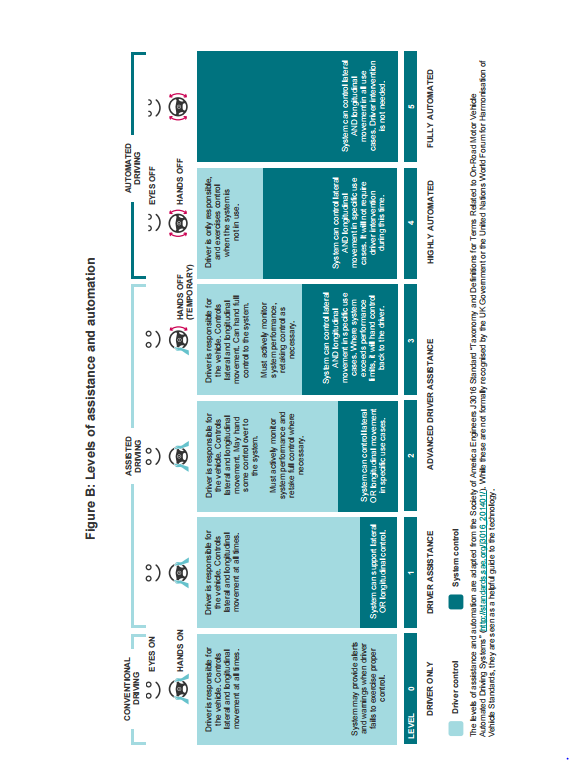 Figure B: Levels of assistance and automation
CONVENTIONAL
DRIVING
ASSISTED
DRIVING
AUTOMATED
DRIVING
EYES ON
EYES OFF
HANDS ON
HANDS OFF
(TEMPORARY)
HANDS OFF
Driver is responsible for
the vehicle. Controls
lateral and longitudinal
movement at all times.
System may provide alerts
and warnings when driver
fails to exercise proper
control.
Driver is responsible for
the vehicle. Controls
lateral and longitudinal
movement at all times.
System can support lateral
OR longitudinal control.
Driver is responsible for
the vehicle. Controls
lateral and longitudinal
movement. May hand
some control over to
the system.
Must actively monitor
system performance and
retake full control where
necessary.
System can control lateral
OR longitudinal movement
in specific use cases.
Driver is responsible for
the vehicle. Controls
lateral and longitudinal
movement. Can hand full
control to the system,
Must actively monitor
system performance,
retaking control as
necessary.
System can control lateral
AND longitudinal
movement in specific use
cases. Where system
exceeds performance
limits, it will hand control
back to the driver.
Driver is only responsible,
and exercises control
when the system is
not in use.
System can control lateral
AND longitudinal
movement in specific use
cases. It will not require
driver intervention
during this time.
System can control lateral
AND longitudinal
movement in all use
cases. Driver intervention
is not needed.
LEVEL 0 1 2 3 4 5
DRIVER ONLY
DRIVER ASSISTANCE
ADVANCED DRIVER ASSISTANCE
HIGHLY AUTOMATED
FULLY AUTOMATED
Driver control
System control
The levels of assistance and automation are adapted from the Society of America Engineers J3016 Standard "Taxonomy and Definitions for Terms Related to On-Road Motor Vehicle
Automated Driving Systems" (http://standards.sae.org/j3016_201401/). While these are not formally recognised by the UK Government or the United Nations World Forum for Harmonisation of
Vehicle Standards, they are seen as a helpful guide to the technology.